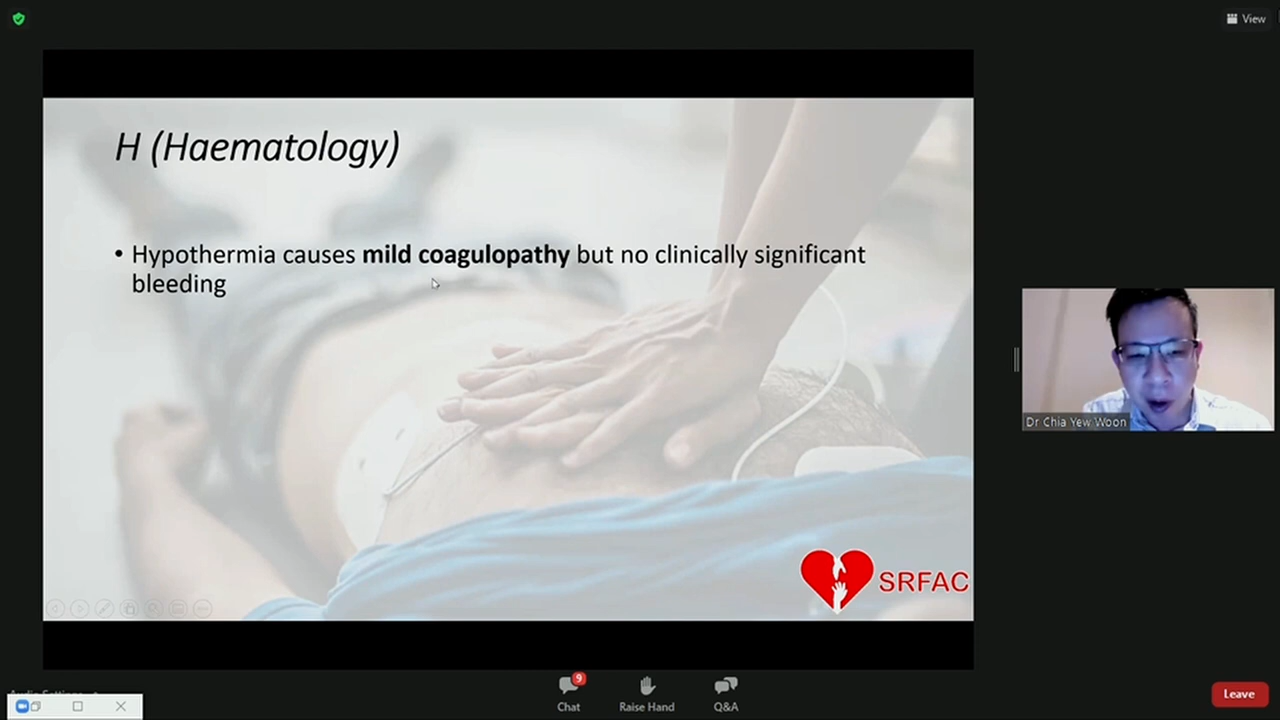 View
H (Haematology)
• Hypothermia causes mild coagulopathy but no clinically significant
bleeding
Dr Chia Yew Woon
SRFAC
9
Chat
Raise Hand
Q&A
Leave